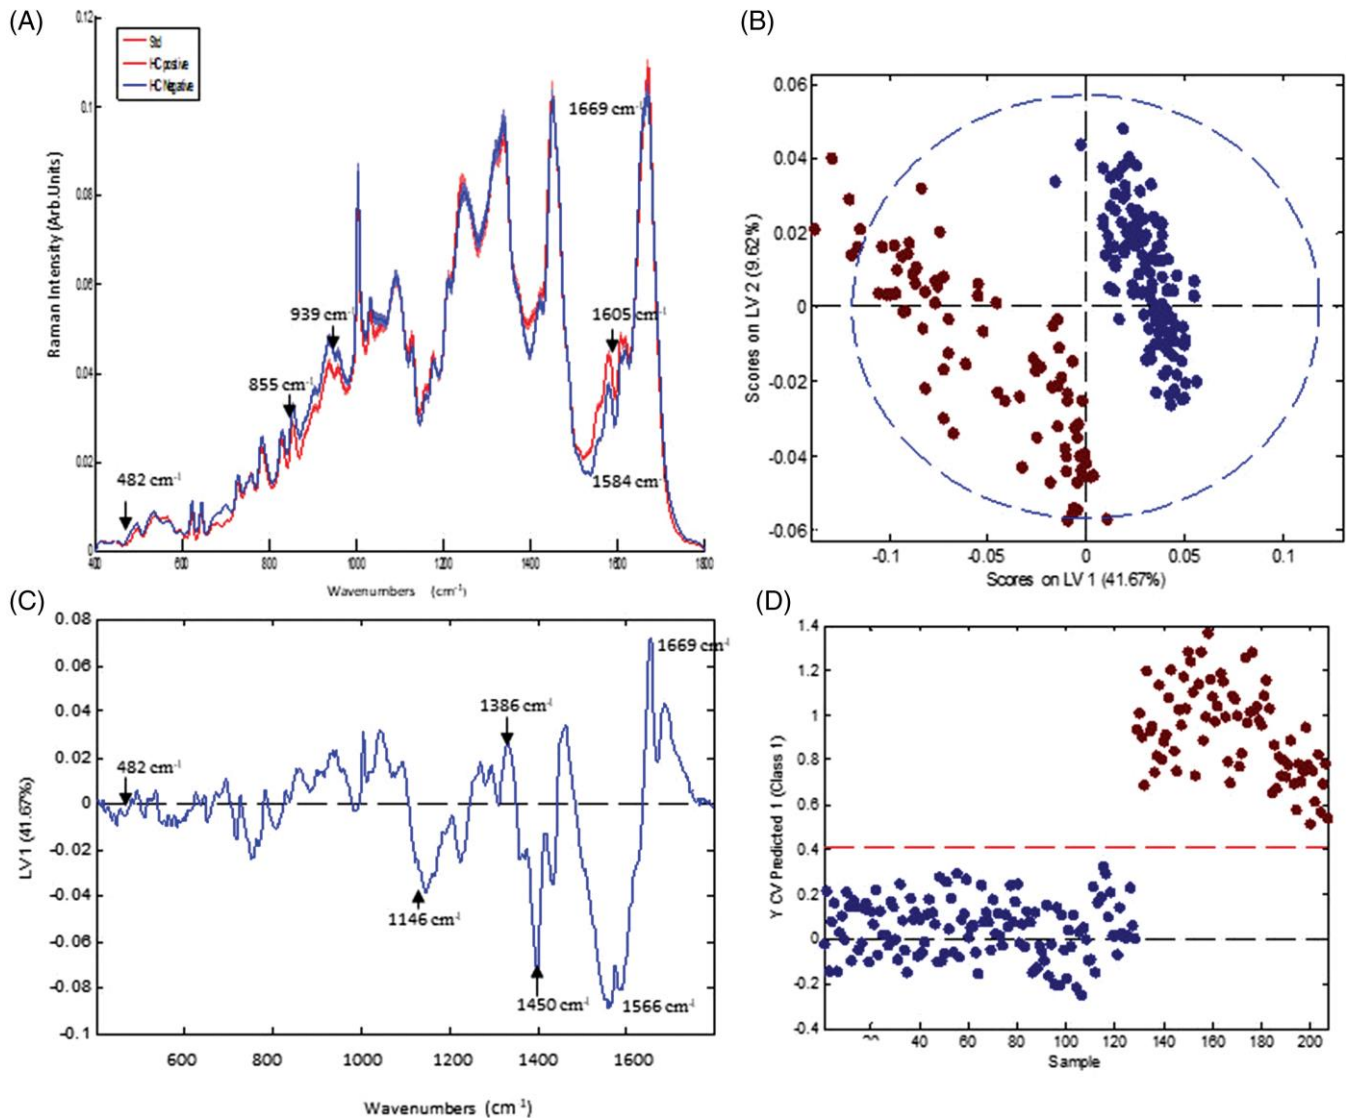 (A)
0.12
0.1
0.08
0.06
0.04
0.02
0
Raman Intensity (Arb.Units)
Std
HC positive
HC Negative
1669 cm-1
939 cm-1
1605 cm-1
855 cm-1
482 cm-1
1584 cm-1
400
600
800
1000
1200
1400
1600
1800
Wavenumbers (cm-1)
(B)
0.06
0.04
0.02
0
-0.02
-0.04
-0.06
Scores on LV 2 (9.62%)
-0.1
-0.05
0
0.05
0.1
Scores on LV 1 (41.67%)
(C)
0.08
0.06
0.04
0.02
0
-0.02
-0.04
-0.06
-0.08
-0.1
LV1 (41.67%)
1669 cm-1
1386 cm-1
482 cm-1
1146 cm-1
1450 cm-1
1566 cm-1
600
800
1000
1200
1400
1600
Wavenumbers (cm-1)
(D)
1.4
1.2
1
0.8
0.6
0.4
0.2
0
-0.2
-0.4
Y CV Predicted 1 (Class 1)
40
60
80
100
120
140
160
180
200
Sample